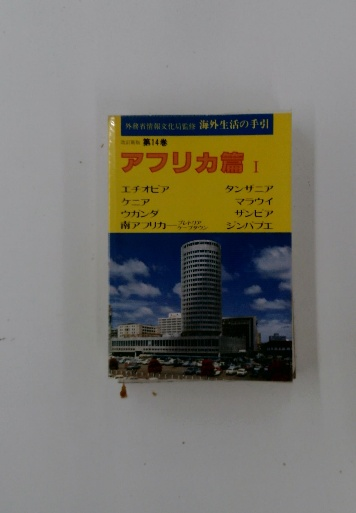 外務省情報文化局監修 海外生活の手引
第14巻
アフリカ篇 I
エチオピア タンザニア
ケニア マラウイ
ウガンダ ザンビア
南アフリカ―プレトリア ケープタウン ジンバブエ